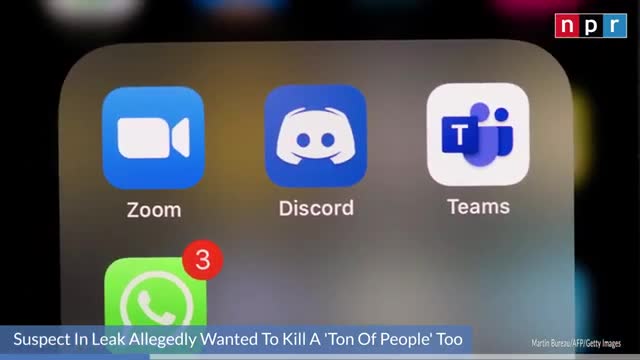 npr
Zoom
Discord
T
Teams
3
Suspect In Leak Allegedly Wanted To Kill A 'Ton Of People' Too
Martin Bureau/AFP/Getty Images